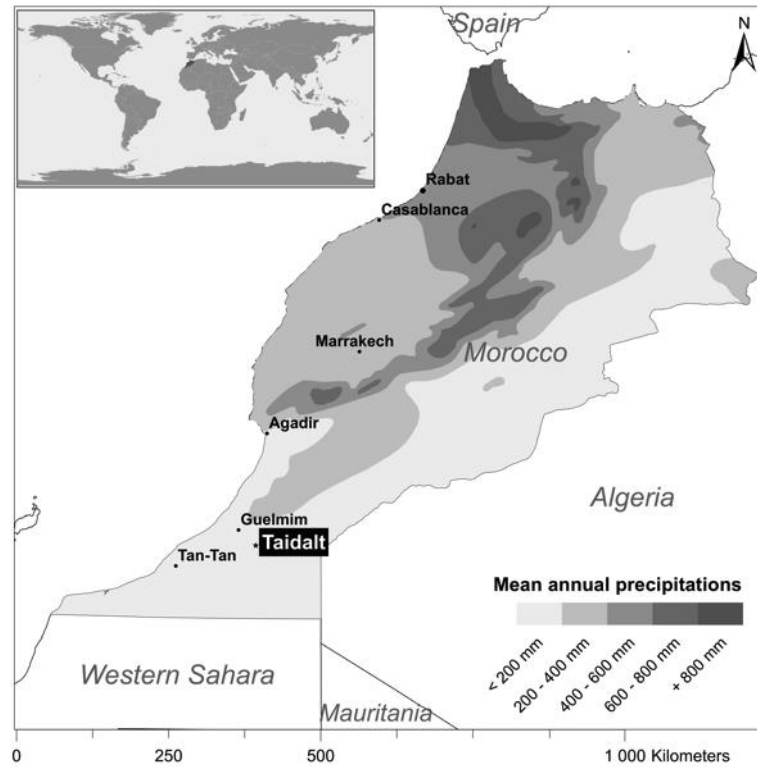 Spain
N
Rabat
Casablanca
Marrakech
Morocco
Agadir
Algeria
Guelmim
Taidalt
Tan-Tan
Mean annual precipitations
< 200 mm
200 - 400 mm
400 - 600 mm
600 - 800 mm
+ 800 mm
Western Sahara
Mauritania
0 250 500 1 000 Kilometers